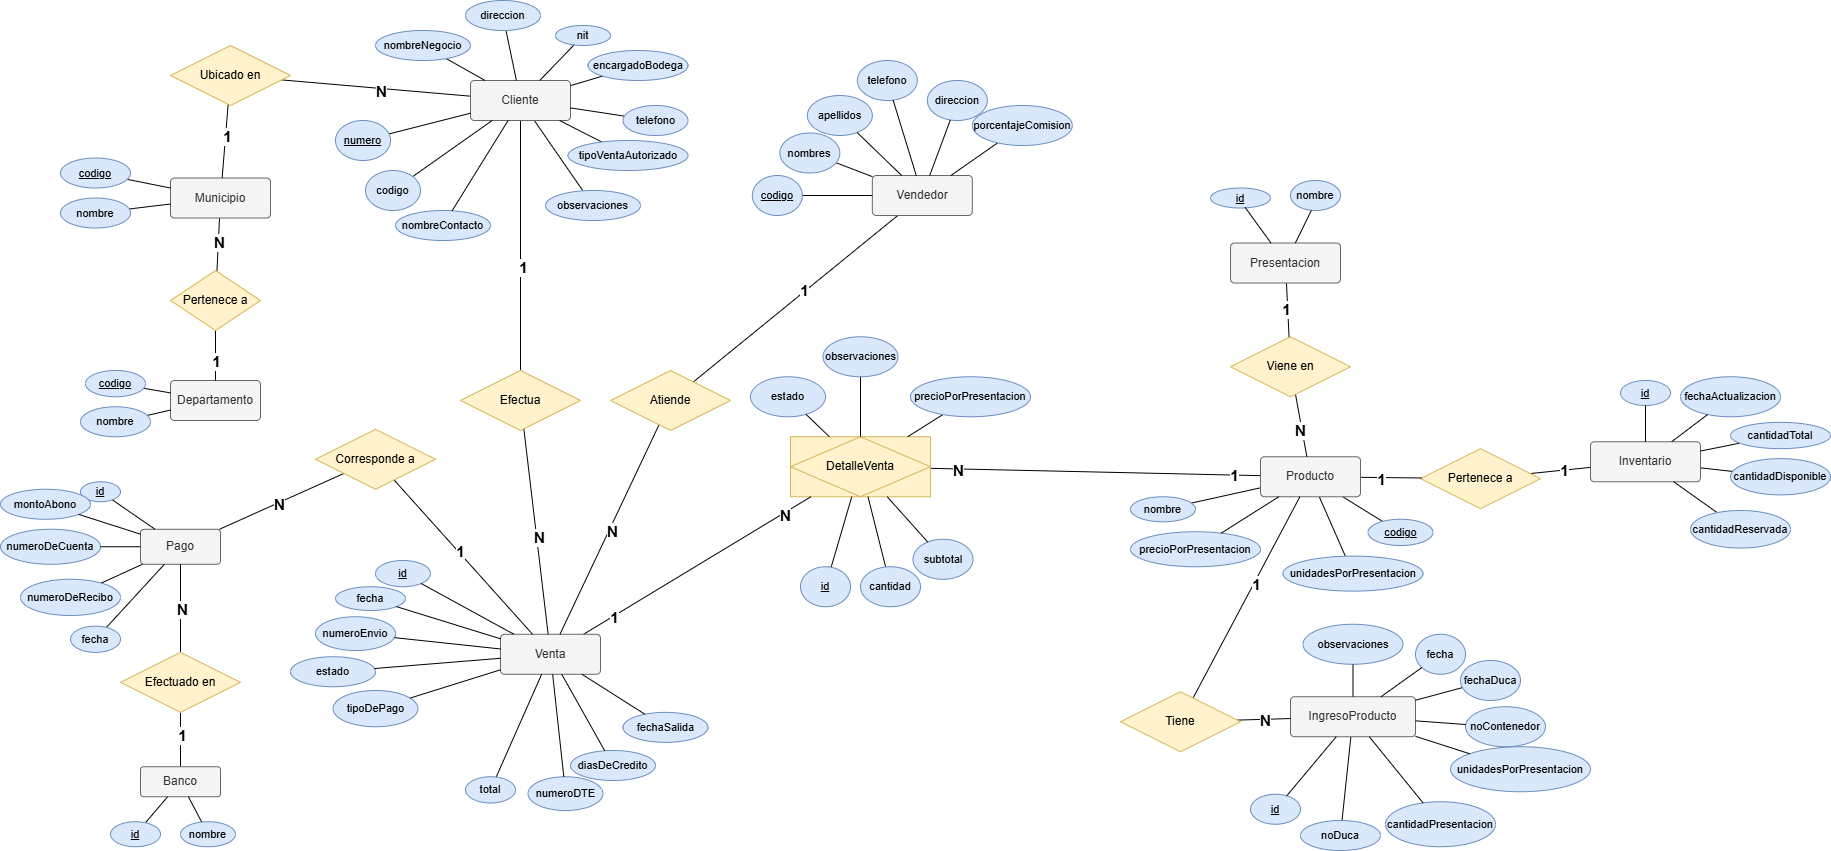 direccion
nit
nombreNegocio
encargadoBodega
Ubicado en
N
Cliente
telefono
numero
tipoVentaAutorizado
codigo
observaciones
nombreContacto
1
codigo
Municipio
nombre
N
Pertenece a
1
codigo
Departamento
nombre
telefono
direccion
apellidos
porcentajeComision
nombres
codigo
Vendedor
1
1
Efectua
Atiende
N
N
id
nombre
Presentacion
1
Viene en
N
observaciones
estado
precioPorPresentacion
DetalleVenta
N
1
N
1
id
cantidad
subtotal
Producto
nombre
precioPorPresentacion
codigo
unidadesPorPresentacion
1
Pertenece a
1
id
fechaActualizacion
cantidadTotal
Inventario
cantidadDisponible
cantidadReservada
Corresponde a
N
1
id
montoAbono
numeroDeCuenta
Pago
numeroDeRecibo
fecha
N
Efectuado en
1
Banco
id
nombre
id
fecha
numeroEnvio
estado
Venta
tipoDePago
fechaSalida
diasDeCredito
total
numeroDTE
1
Tiene
N
observaciones
fecha
fechaDuca
IngresoProducto
noContenedor
unidadesPorPresentacion
id
noDuca
cantidadPresentacion